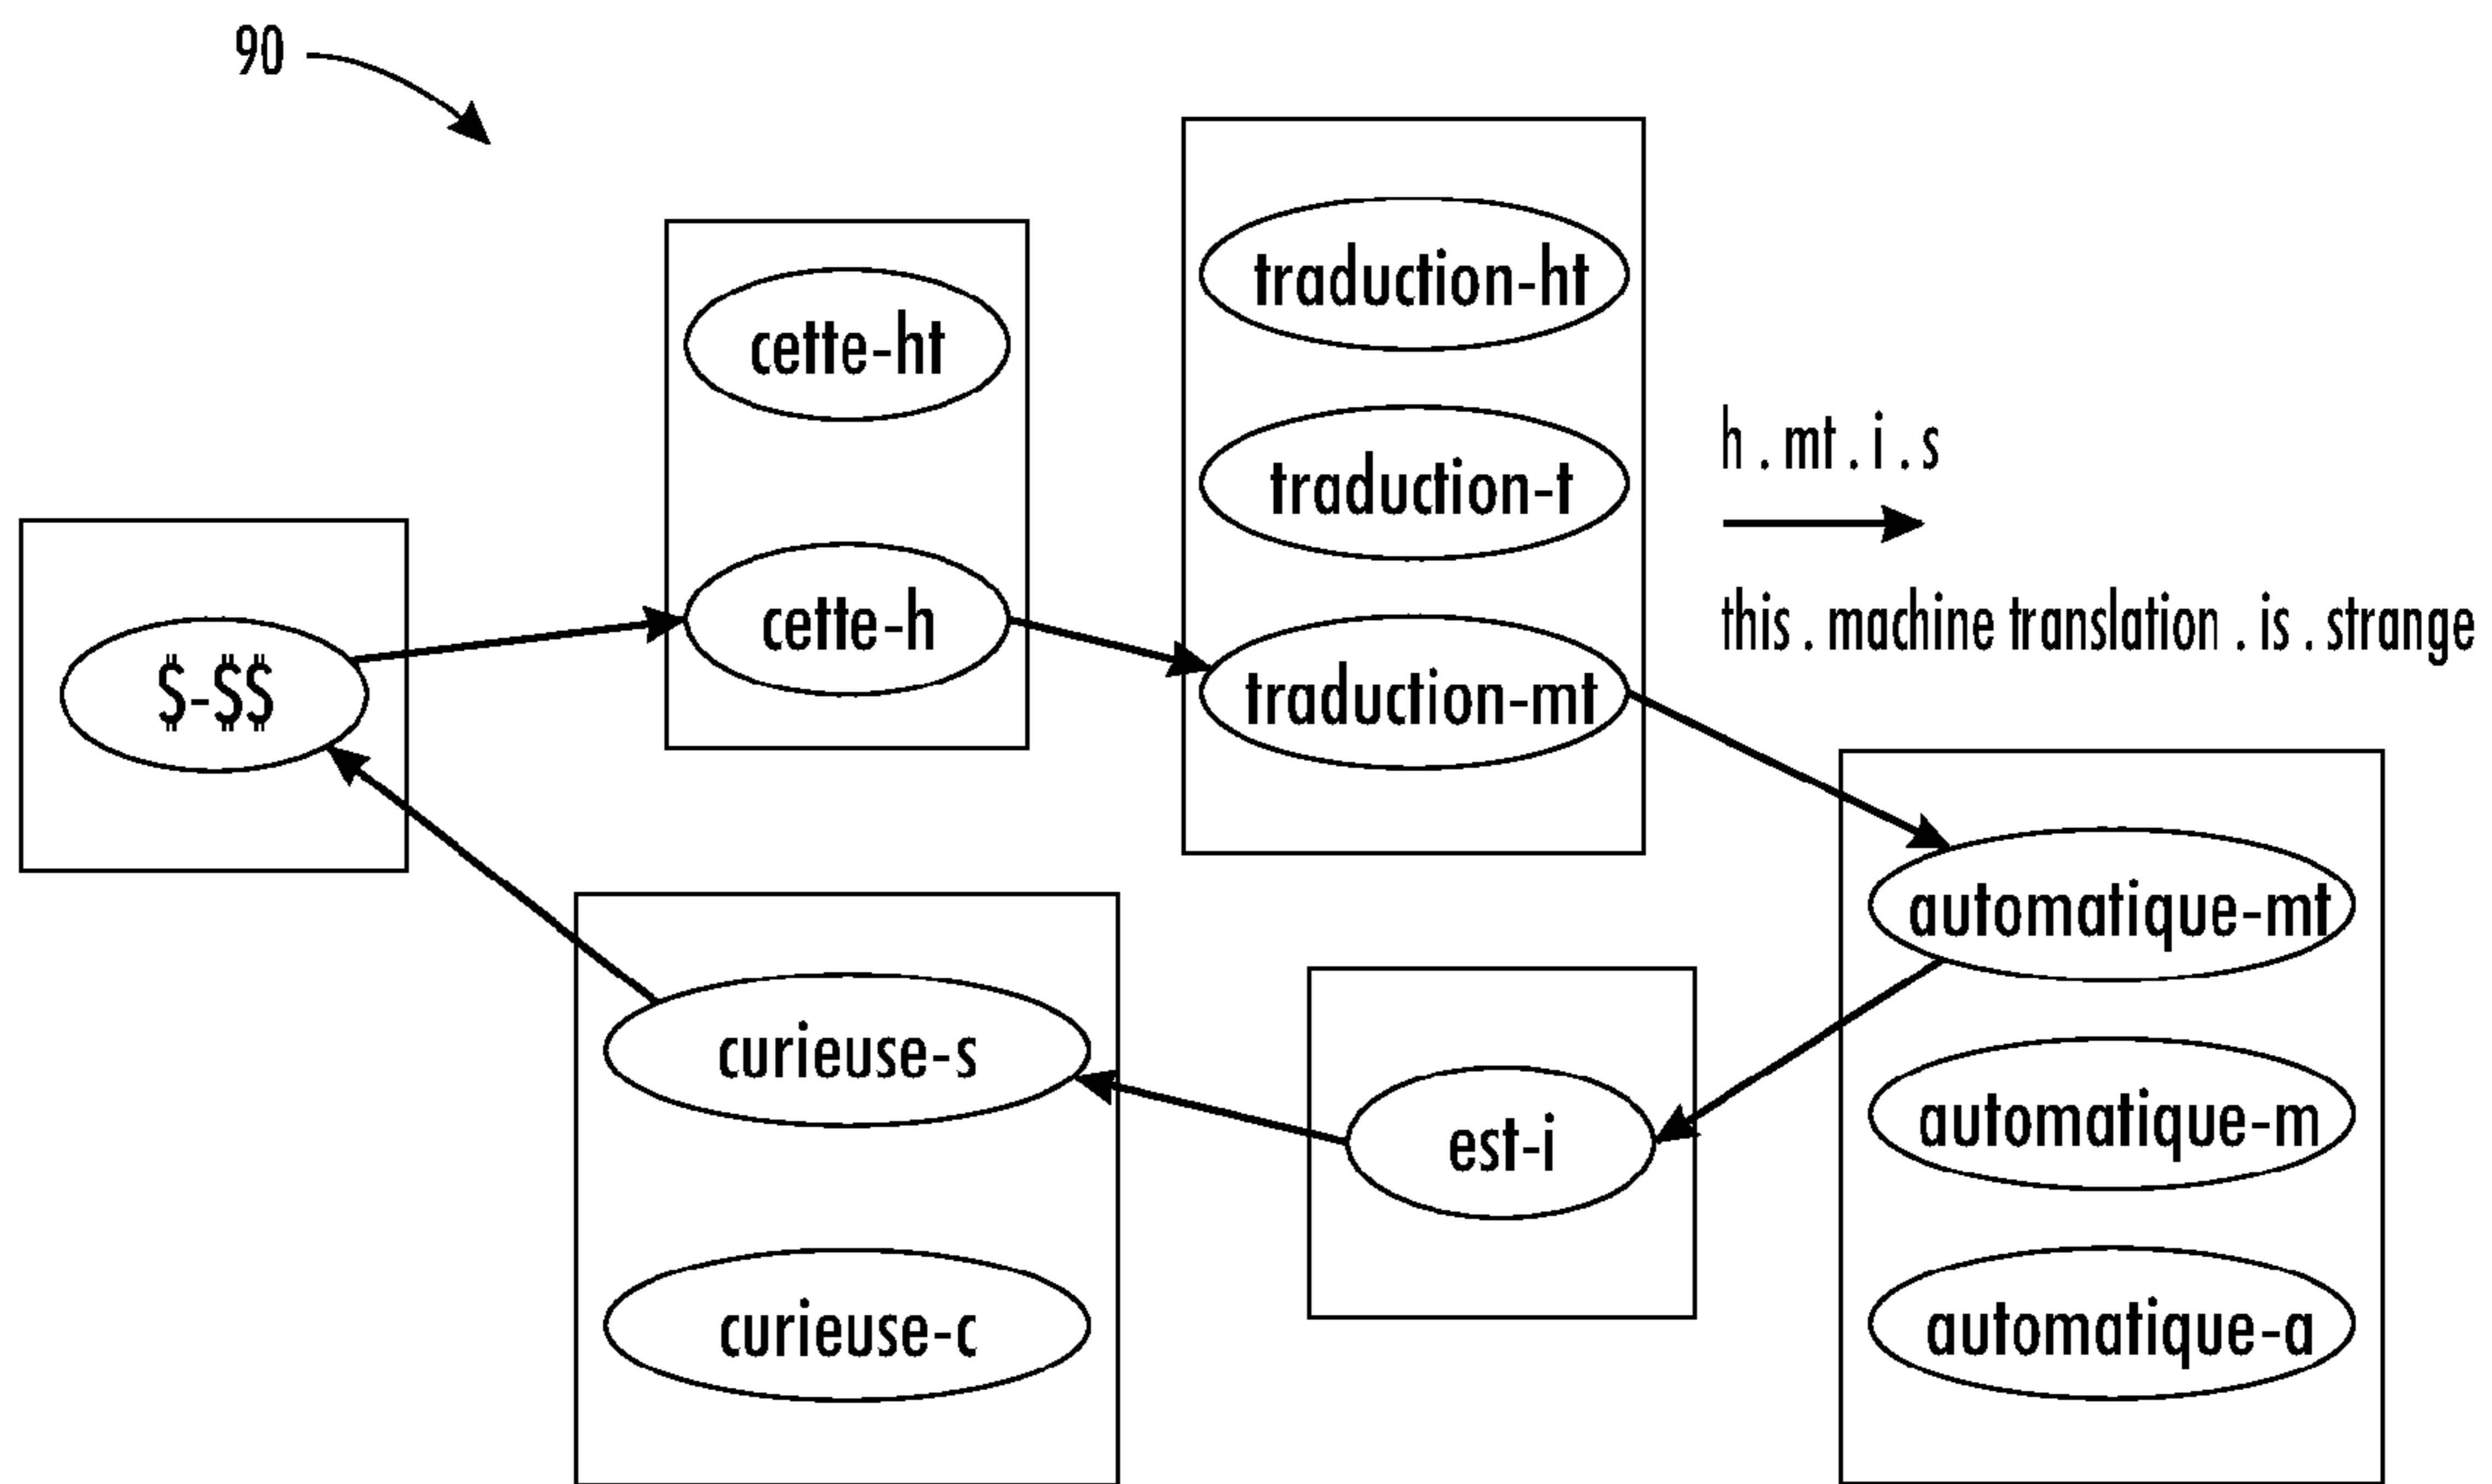 90
$-$$
cette-ht
cette-h
traduction-ht
traduction-t
traduction-mt
h . mt . i . s
this . machine translation . is . strange
automatique-mt
automatique-m
automatique-a
est-i
curieuse-s
curieuse-c